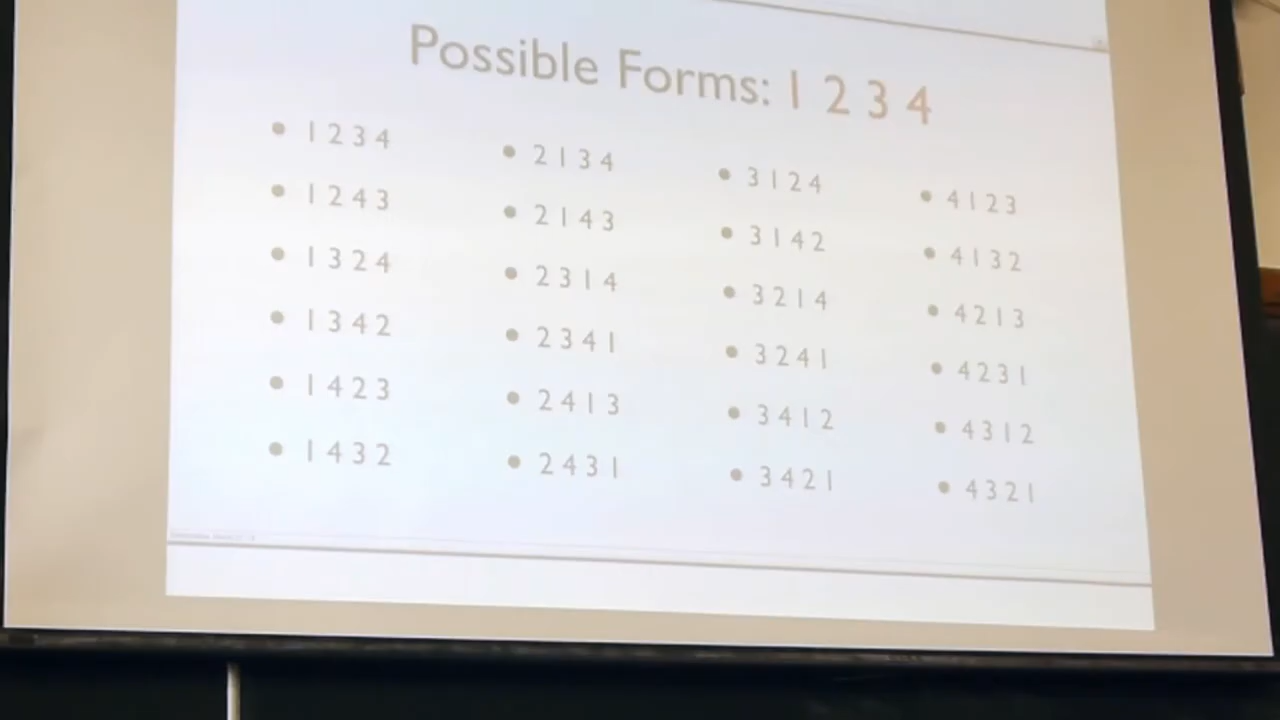 Possible Forms: 1 2 3 4
• 1 2 3 4
• 1 2 4 3
• 1 3 2 4
• 1 3 4 2
• 1 4 2 3
• 1 4 3 2
• 2 1 3 4
• 2 1 4 3
• 2 3 1 4
• 2 3 4 1
• 2 4 1 3
• 2 4 3 1
• 3 1 2 4
• 3 1 4 2
• 3 2 1 4
• 3 2 4 1
• 3 4 1 2
• 3 4 2 1
• 4 1 2 3
• 4 1 3 2
• 4 2 1 3
• 4 2 3 1
• 4 3 1 2
• 4 3 2 1